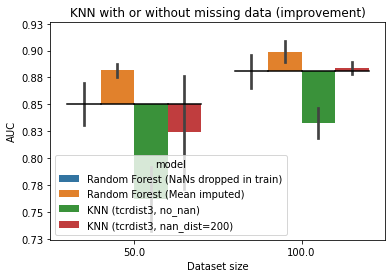 KNN with or without missing data (improvement)
0.93
0.90
0.88
0.85
0.83
0.80
0.78
0.75
0.73
AUC
model
Random Forest (NaNs dropped in train)
Random Forest (Mean imputed)
KNN (tcrdist3, no_nan)
KNN (tcrdist3, nan_dist=200)
50.0 100.0
Dataset size